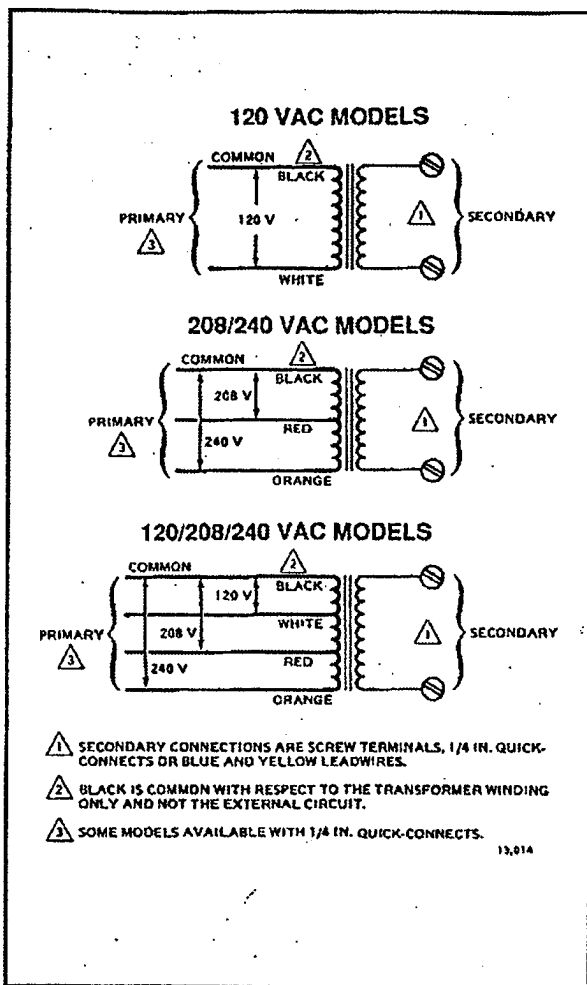 120 VAC MODELS
COMMON
2
BLACK
PRIMARY
3
120 V
1
SECONDARY
WHITE
208/240 VAC MODELS
COMMON
2
BLACK
208 V
PRIMARY
3
RED
1
SECONDARY
240 V
ORANGE
120/208/240 VAC MODELS
COMMON
2
BLACK
120 V
WHITE
PRIMARY
3
208 V
1
SECONDARY
RED
240 V
ORANGE
1 SECONDARY CONNECTIONS ARE SCREW TERMINALS, 1/4 IN. QUICK-
CONNECTS OR BLUE AND YELLOW LEADWIRES.
2 BLACK IS COMMON WITH RESPECT TO THE TRANSFORMER WINDING
ONLY AND NOT THE EXTERNAL CIRCUIT.
3 SOME MODELS AVAILABLE WITH 1/4 IN. QUICK-CONNECTS.
13,014